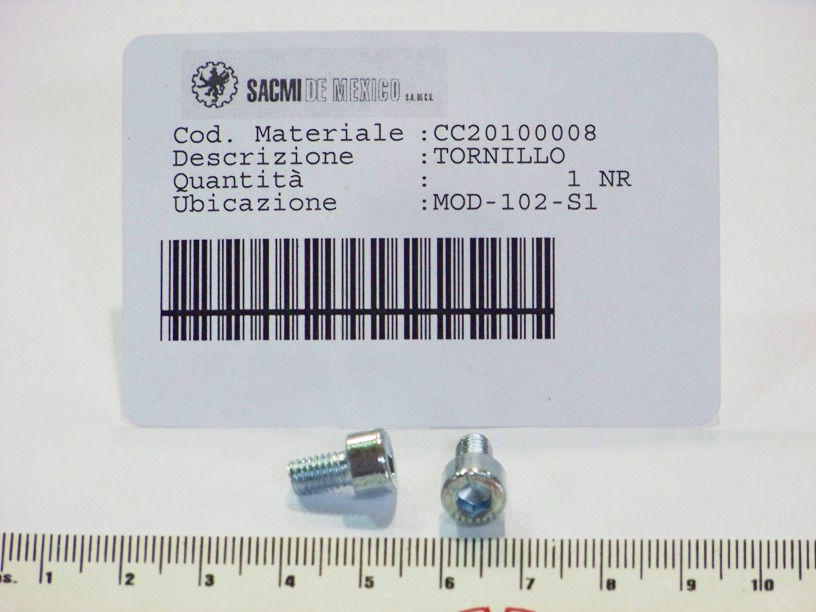 SACMI DE MEXICO S.A. DE C.V.
Cod. Materiale :CC20100008
Descrizione :TORNILLO
Quantità : 1 NR
Ubicazione :MOD-102-S1
1 2 3 4 5 6 7 8 9 10